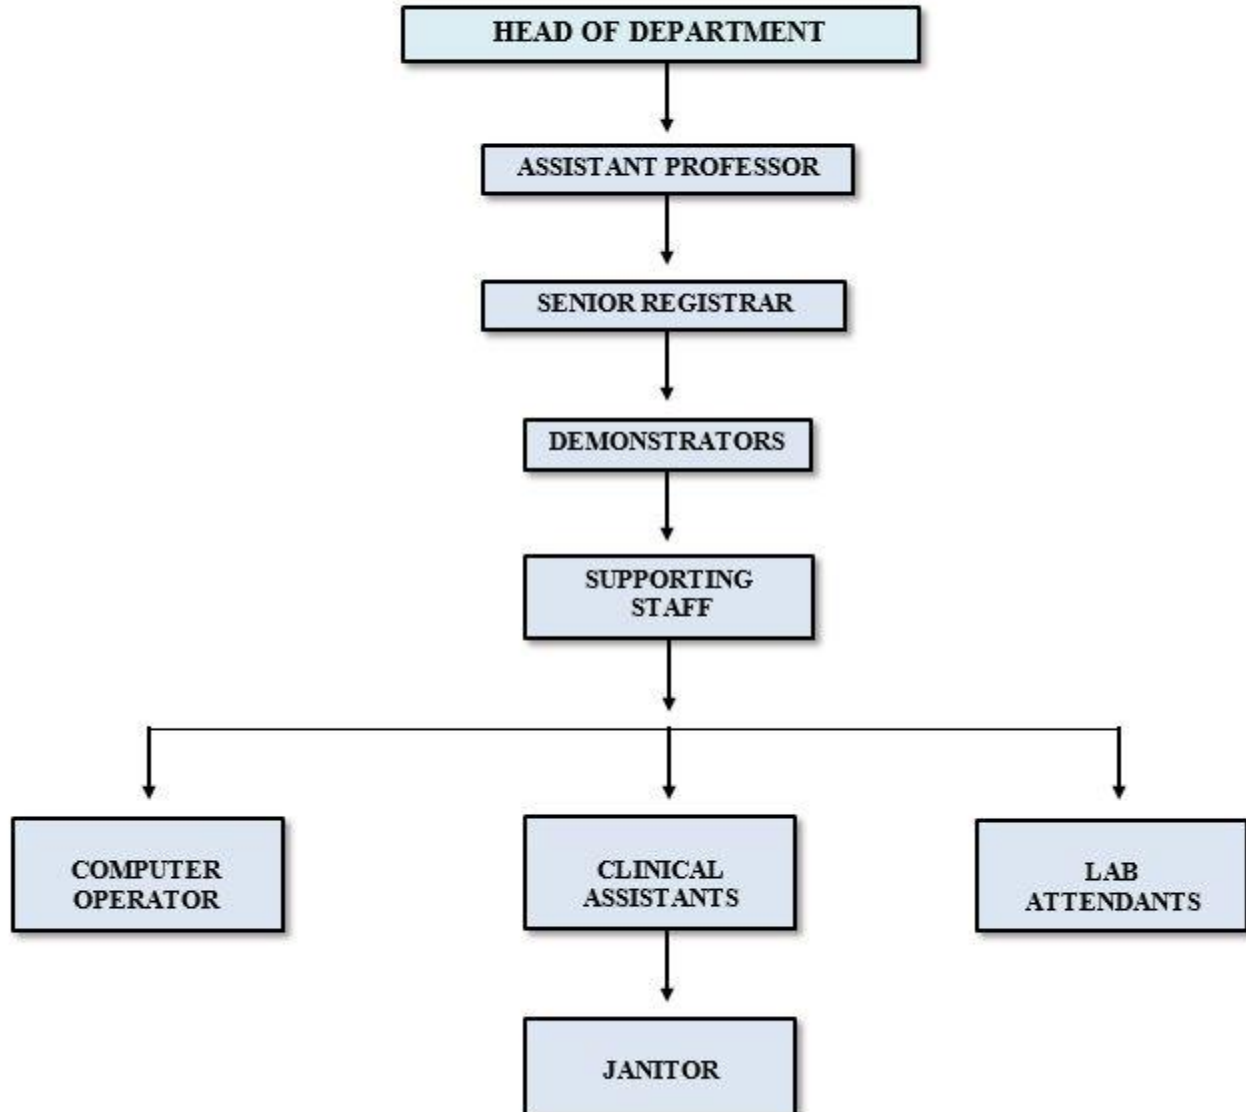 HEAD OF DEPARTMENT
ASSISTANT PROFESSOR
SENIOR REGISTRAR
DEMONSTRATORS
SUPPORTING
STAFF
COMPUTER
OPERATOR
CLINICAL
ASSISTANTS
LAB
ATTENDANTS
JANITOR